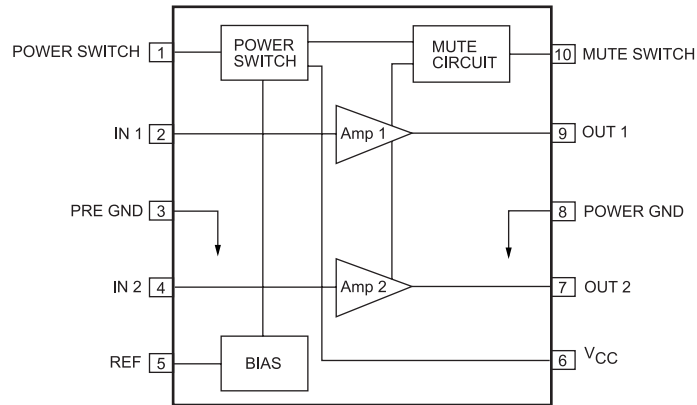 POWER SWITCH 1
POWER
SWITCH
MUTE
CIRCUIT
10 MUTE SWITCH
IN 1 2
Amp 1
9 OUT 1
PRE GND 3
8 POWER GND
IN 2 4
Amp 2
7 OUT 2
REF 5
BIAS
6 VCC